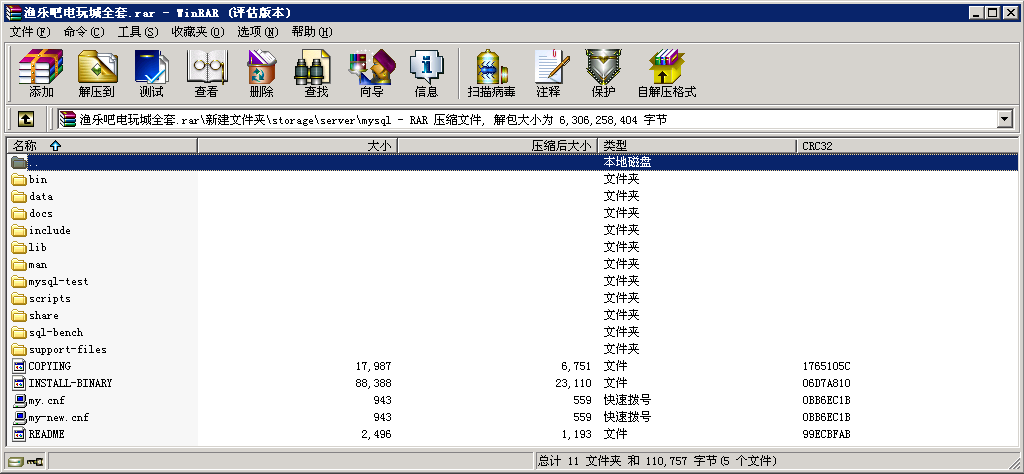 渔乐吧电玩城全套.rar - WinRAR (评估版本)
文件(F) 命令(C) 工具(S) 收藏夹(O) 选项(N) 帮助(H)
添加 解压到 测试 查看 删除 查找 向导 信息 扫描病毒 注释 保护 自解压格式
渔乐吧电玩城全套.rar\新建文件夹\storage\server\mysql - RAR 压缩文件, 解包大小为 6,306,258,404 字节
名称 大小 压缩后大小 类型 CRC32
.. 本地磁盘
bin 文件夹
data 文件夹
docs 文件夹
include 文件夹
lib 文件夹
man 文件夹
mysql-test 文件夹
scripts 文件夹
share 文件夹
sql-bench 文件夹
support-files 文件夹
COPYING 17,987 6,751 文件 1765105C
INSTALL-BINARY 88,388 23,110 文件 06D7A810
my.cnf 943 559 快速拨号 0BB6EC1B
my-new.cnf 943 559 快速拨号 0BB6EC1B
README 2,496 1,193 文件 99ECBFAB
总计 11 文件夹 和 110,757 字节(5 个文件)